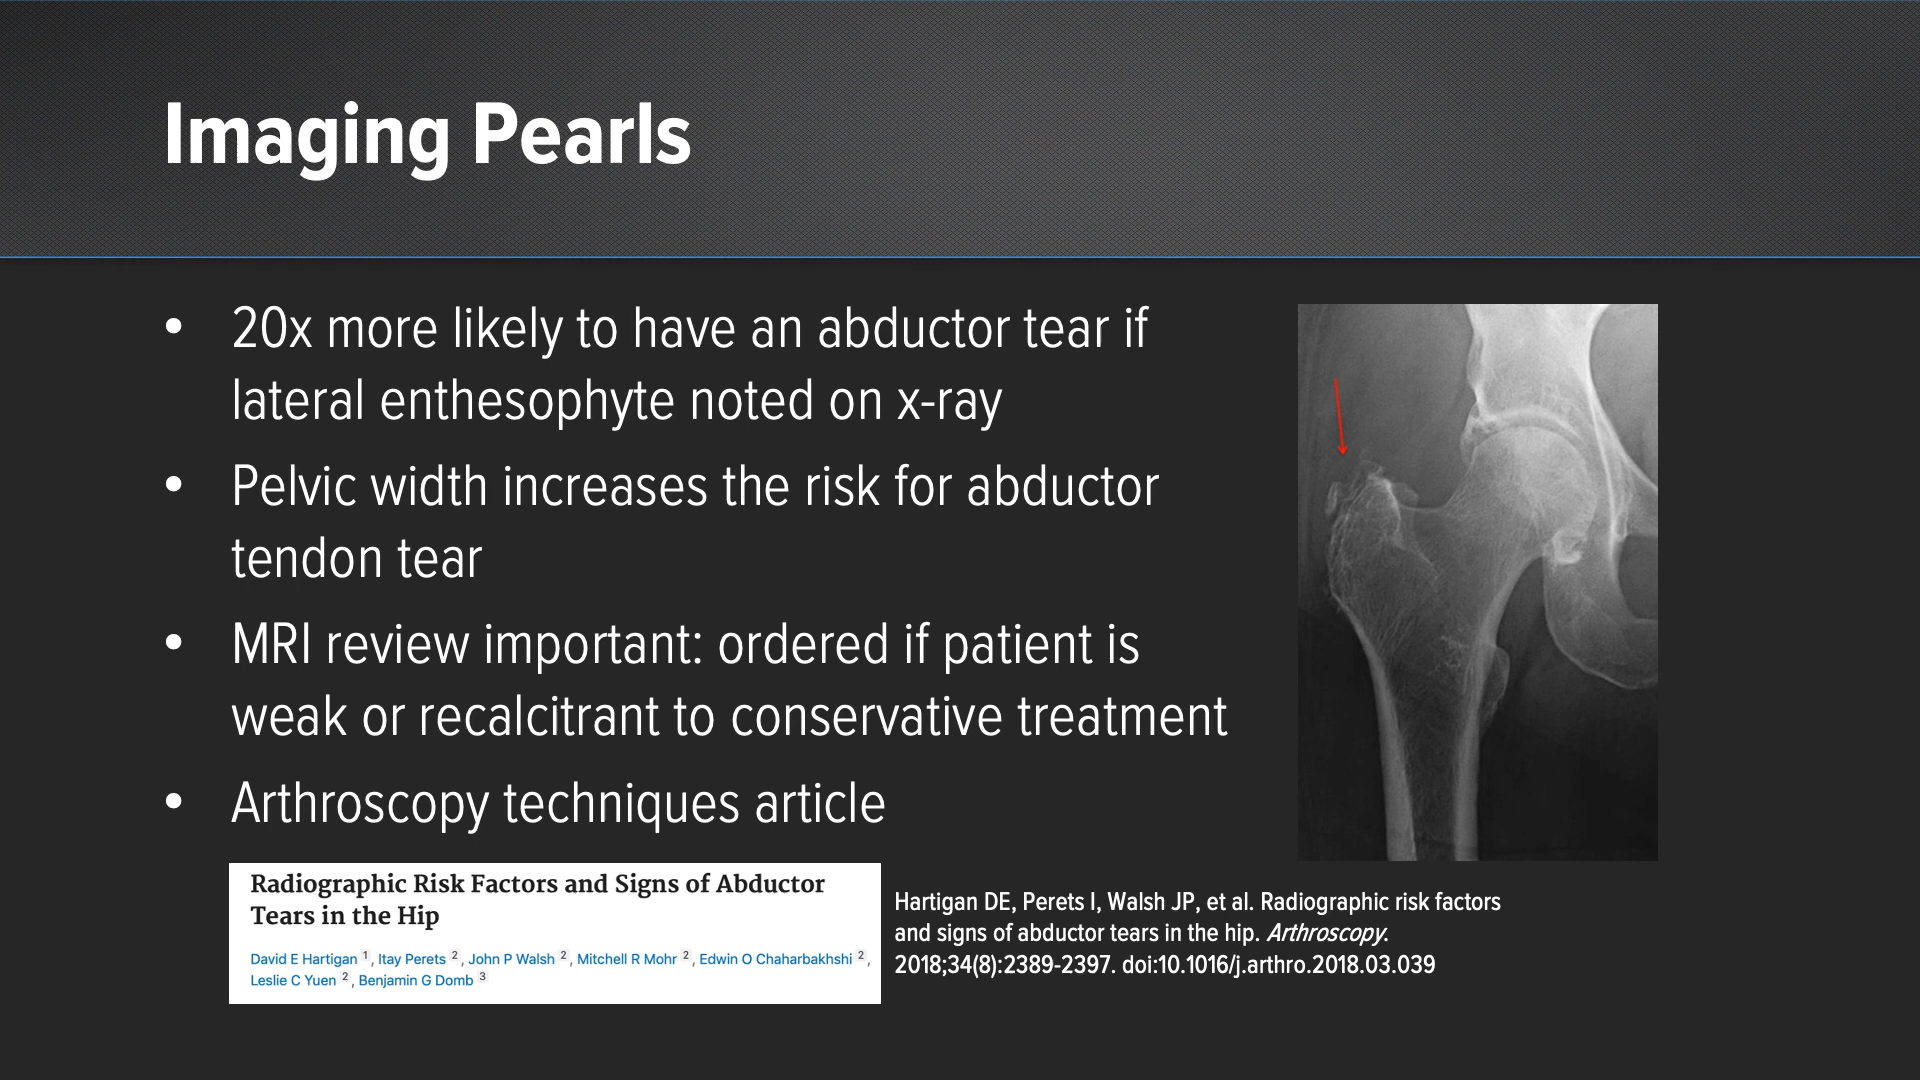 Imaging Pearls
• 20x more likely to have an abductor tear if
lateral enthesophyte noted on x-ray
• Pelvic width increases the risk for abductor
tendon tear
• MRI review important: ordered if patient is
weak or recalcitrant to conservative treatment
• Arthroscopy techniques article
Radiographic Risk Factors and Signs of Abductor
Tears in the Hip
David E Hartigan 1, Itay Perets 2, John P Walsh 2, Mitchell R Mohr 2, Edwin O Chaharbakhshi 2,
Leslie C Yuen 2, Benjamin G Domb 3
Hartigan DE, Perets I, Walsh JP, et al. Radiographic risk factors
and signs of abductor tears in the hip. Arthroscopy.
2018;34(8):2389-2397. doi:10.1016/j.arthro.2018.03.039